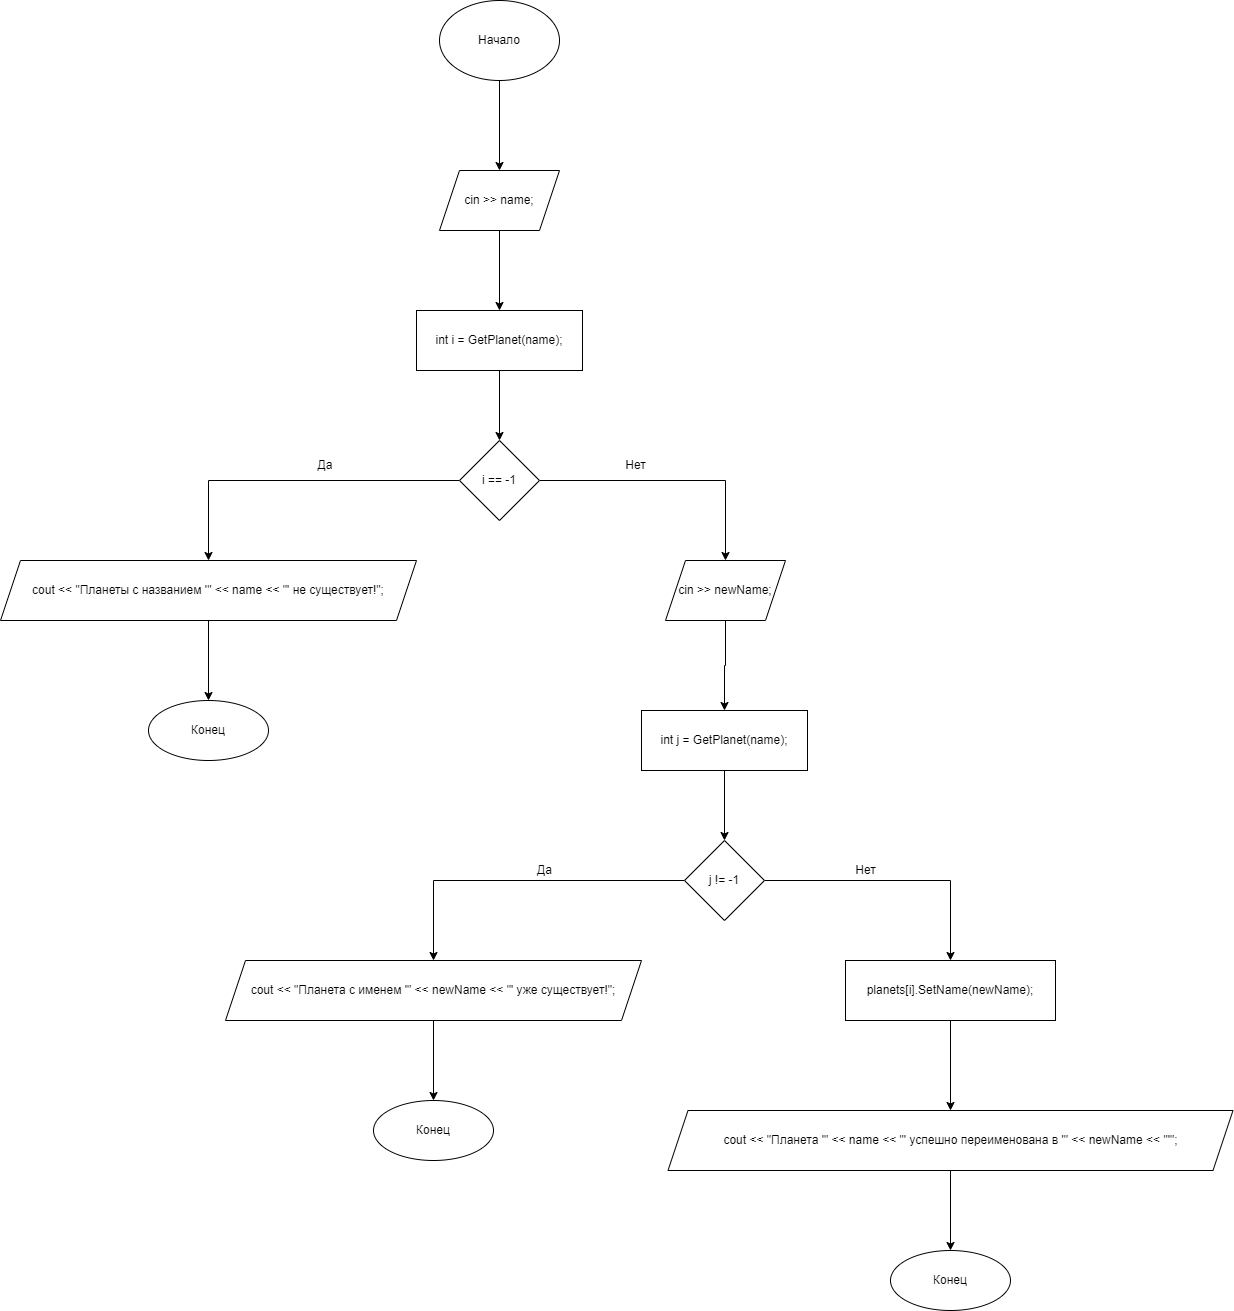 Начало
cin >> name;
int i = GetPlanet(name);
i == -1
Да
Нет
cout << "Планеты с названием '" << name << "' не существует!";
cin >> newName;
Конец
int j = GetPlanet(name);
j != -1
Да
Нет
cout << "Планета с именем '" << newName << "' уже существует!";
planets[i].SetName(newName);
Конец
cout << "Планета '" << name << "' успешно переименована в '" << newName << "'";
Конец